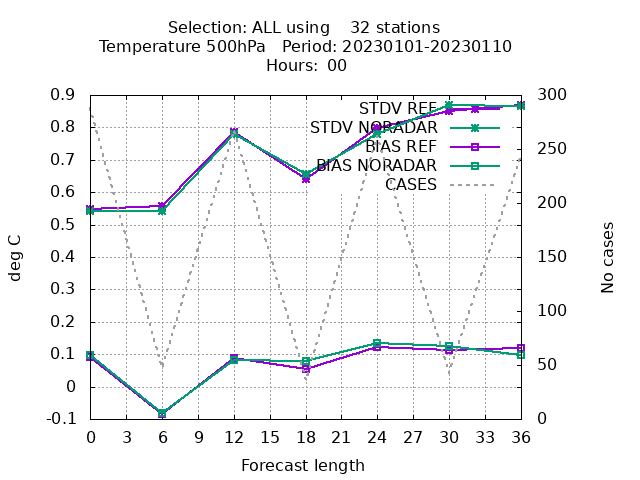 Selection: ALL using    32 stations
Temperature 500hPa   Period: 20230101-20230110
Hours: 00
0.9
0.8
0.7
0.6
0.5
0.4
0.3
0.2
0.1
0
-0.1
deg C
STDV REF
STDV NORADAR
BIAS REF
BIAS NORADAR
CASES
300
250
200
150
100
50
0
No cases
0 3 6 9 12 15 18 21 24 27 30 33 36
Forecast length